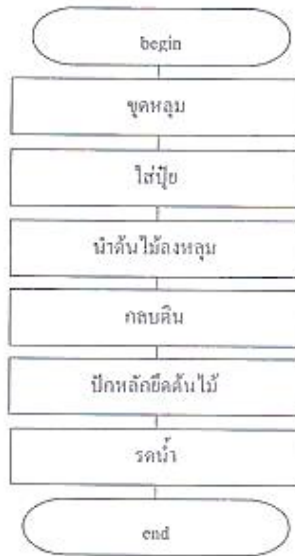 begin
ขุดหลุม
ใส่ปุ๋ย
นำต้นไม้ลงหลุม
กลบดิน
ปักหลักยึดต้นไม้
รดน้ำ
end